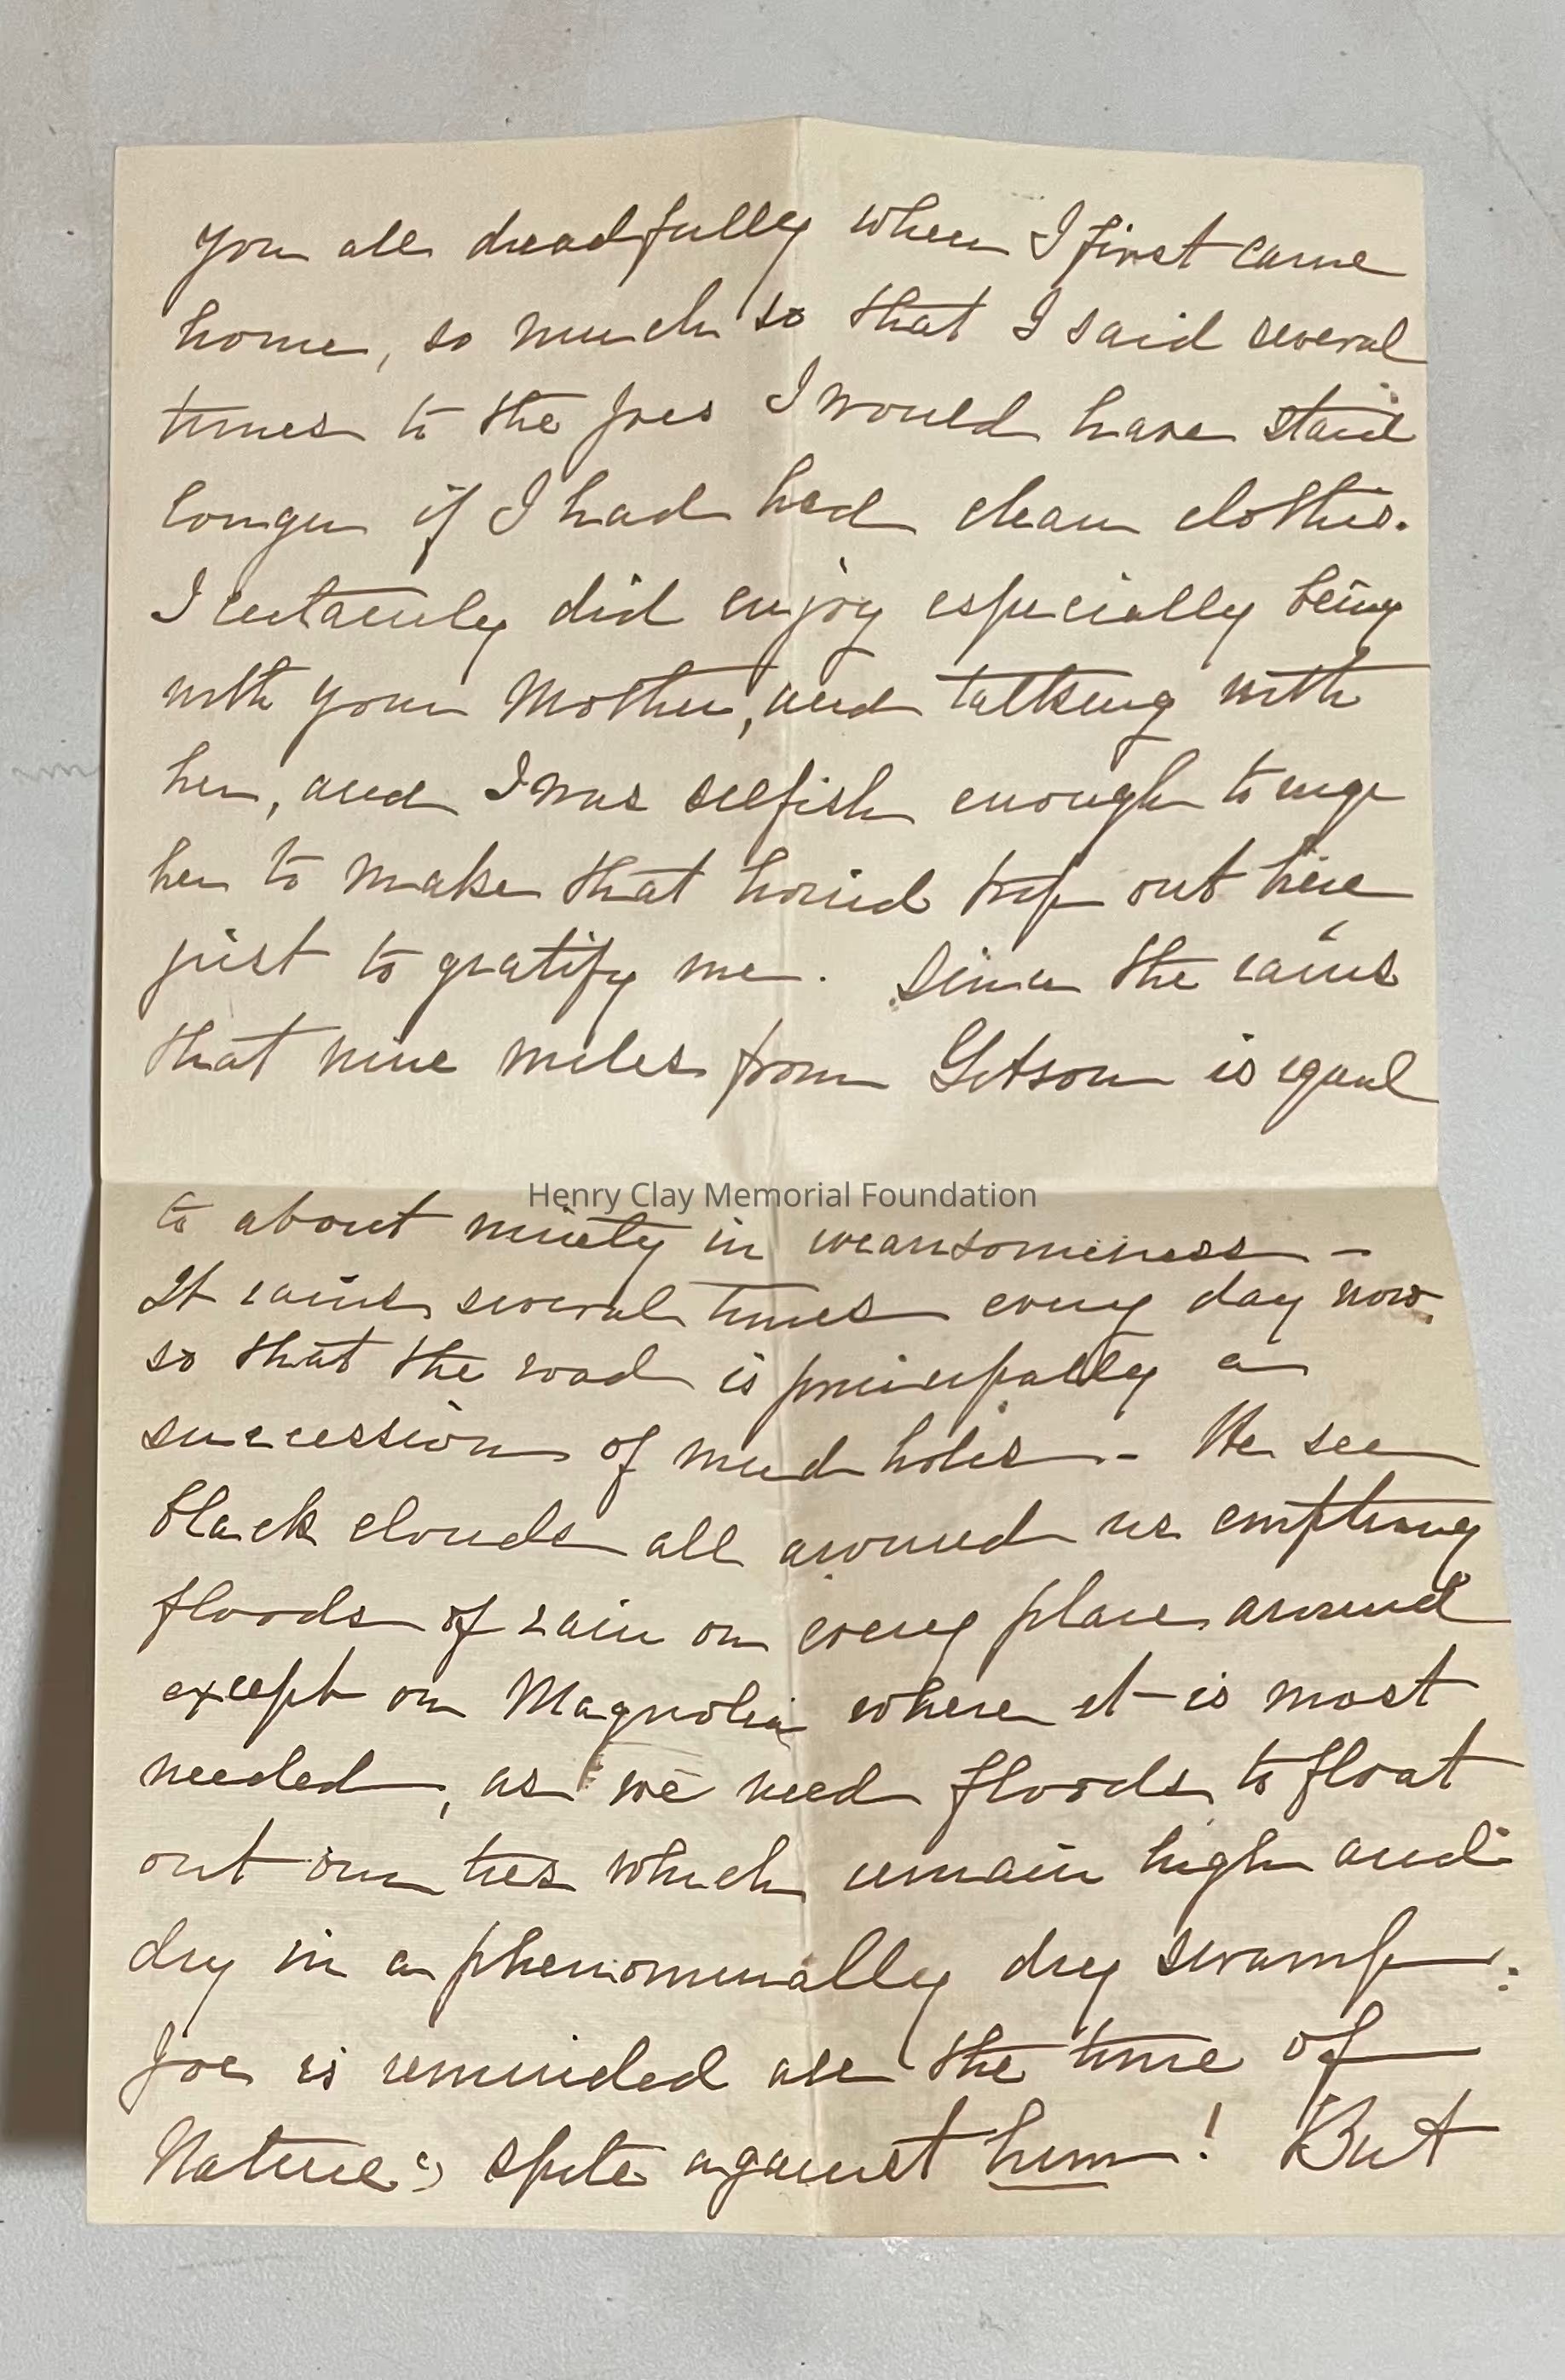 you all dreadfully when I first came
home, so much so that I said several
times to the Joes I would have staid
longer if I had had clean clothes.
I certainly did enjoy especially being
with your Mother, and talking with
her, and I was selfish enough to urge
her to make that horrid trip out here
just to gratify me. Since the rains
that nine miles from Getson is equal
Henry Clay Memorial Foundation
to about ninety in wearisomeness –
It rains several times every day now
so that the road is principally a
succession of mud holes – We see
black clouds all around us emptying
floods of rain on every place around
except on Magnolia where it is most
needed, as we need floods to float
out our ties which remain high and
dry in a phenomenally dry swamp:
Joe is reminded all the time of
Nature's spite against him! But